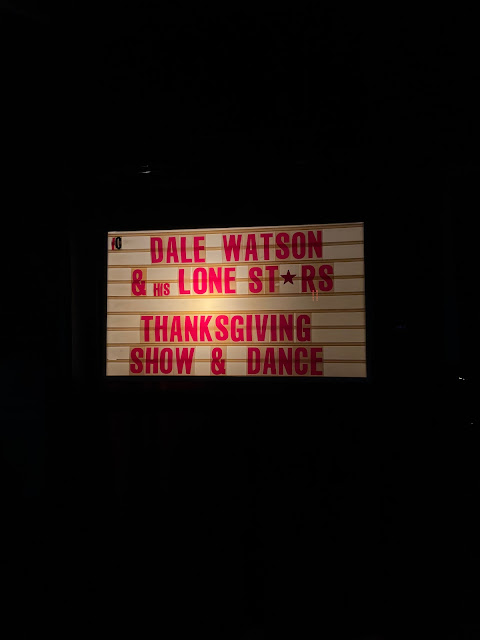 DALE WATSON
& HIS LONE ST★RS
THANKSGIVING
SHOW & DANCE